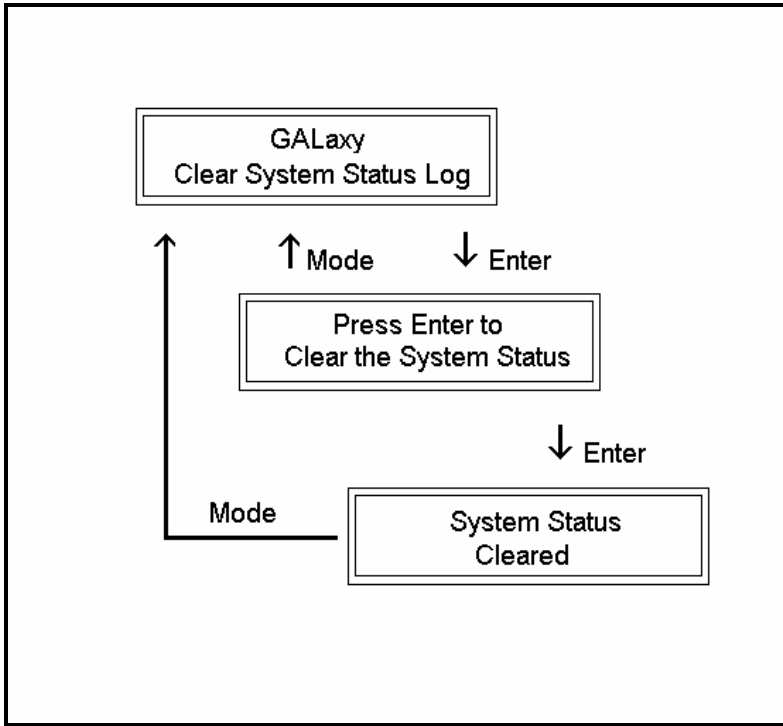 GALaxy
Clear System Status Log
Mode
Enter
Press Enter to
Clear the System Status
Enter
Mode
System Status
Cleared